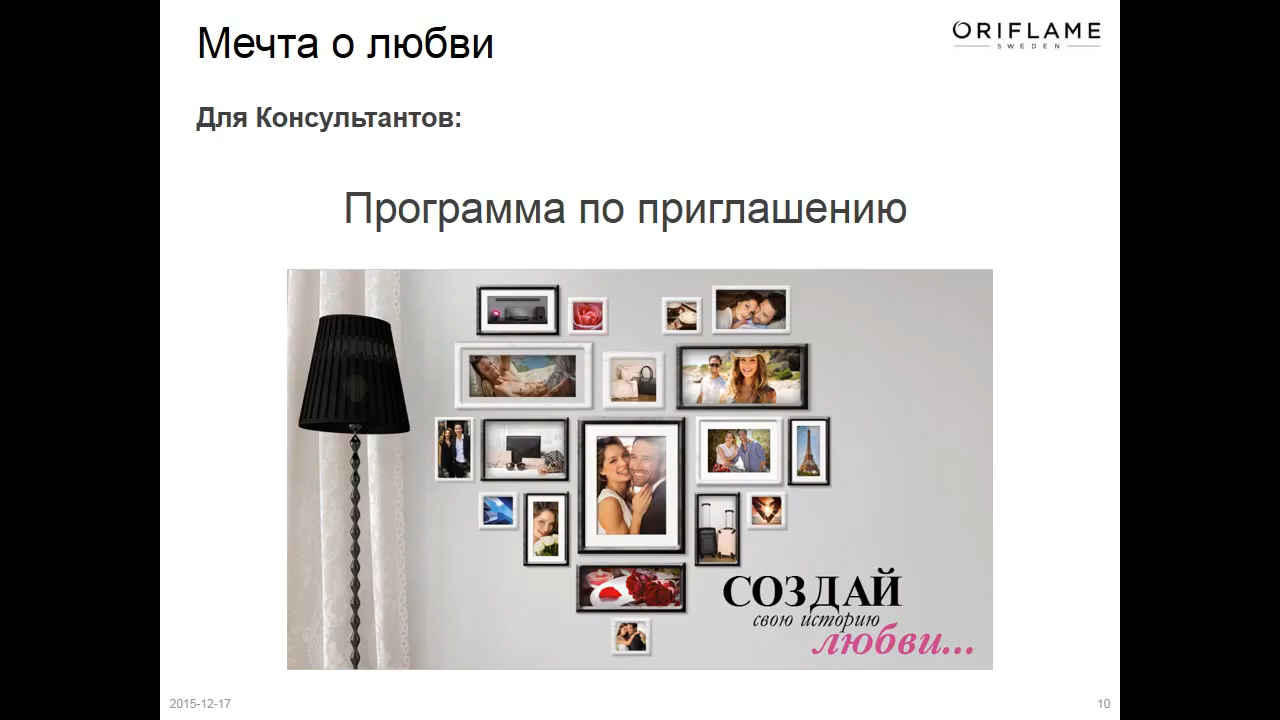 Мечта о любви
ORIFLAME
SWEDEN
Для Консультантов:
Программа по приглашению
СОЗДАЙ
свою историю
любви...
2015-12-17
10